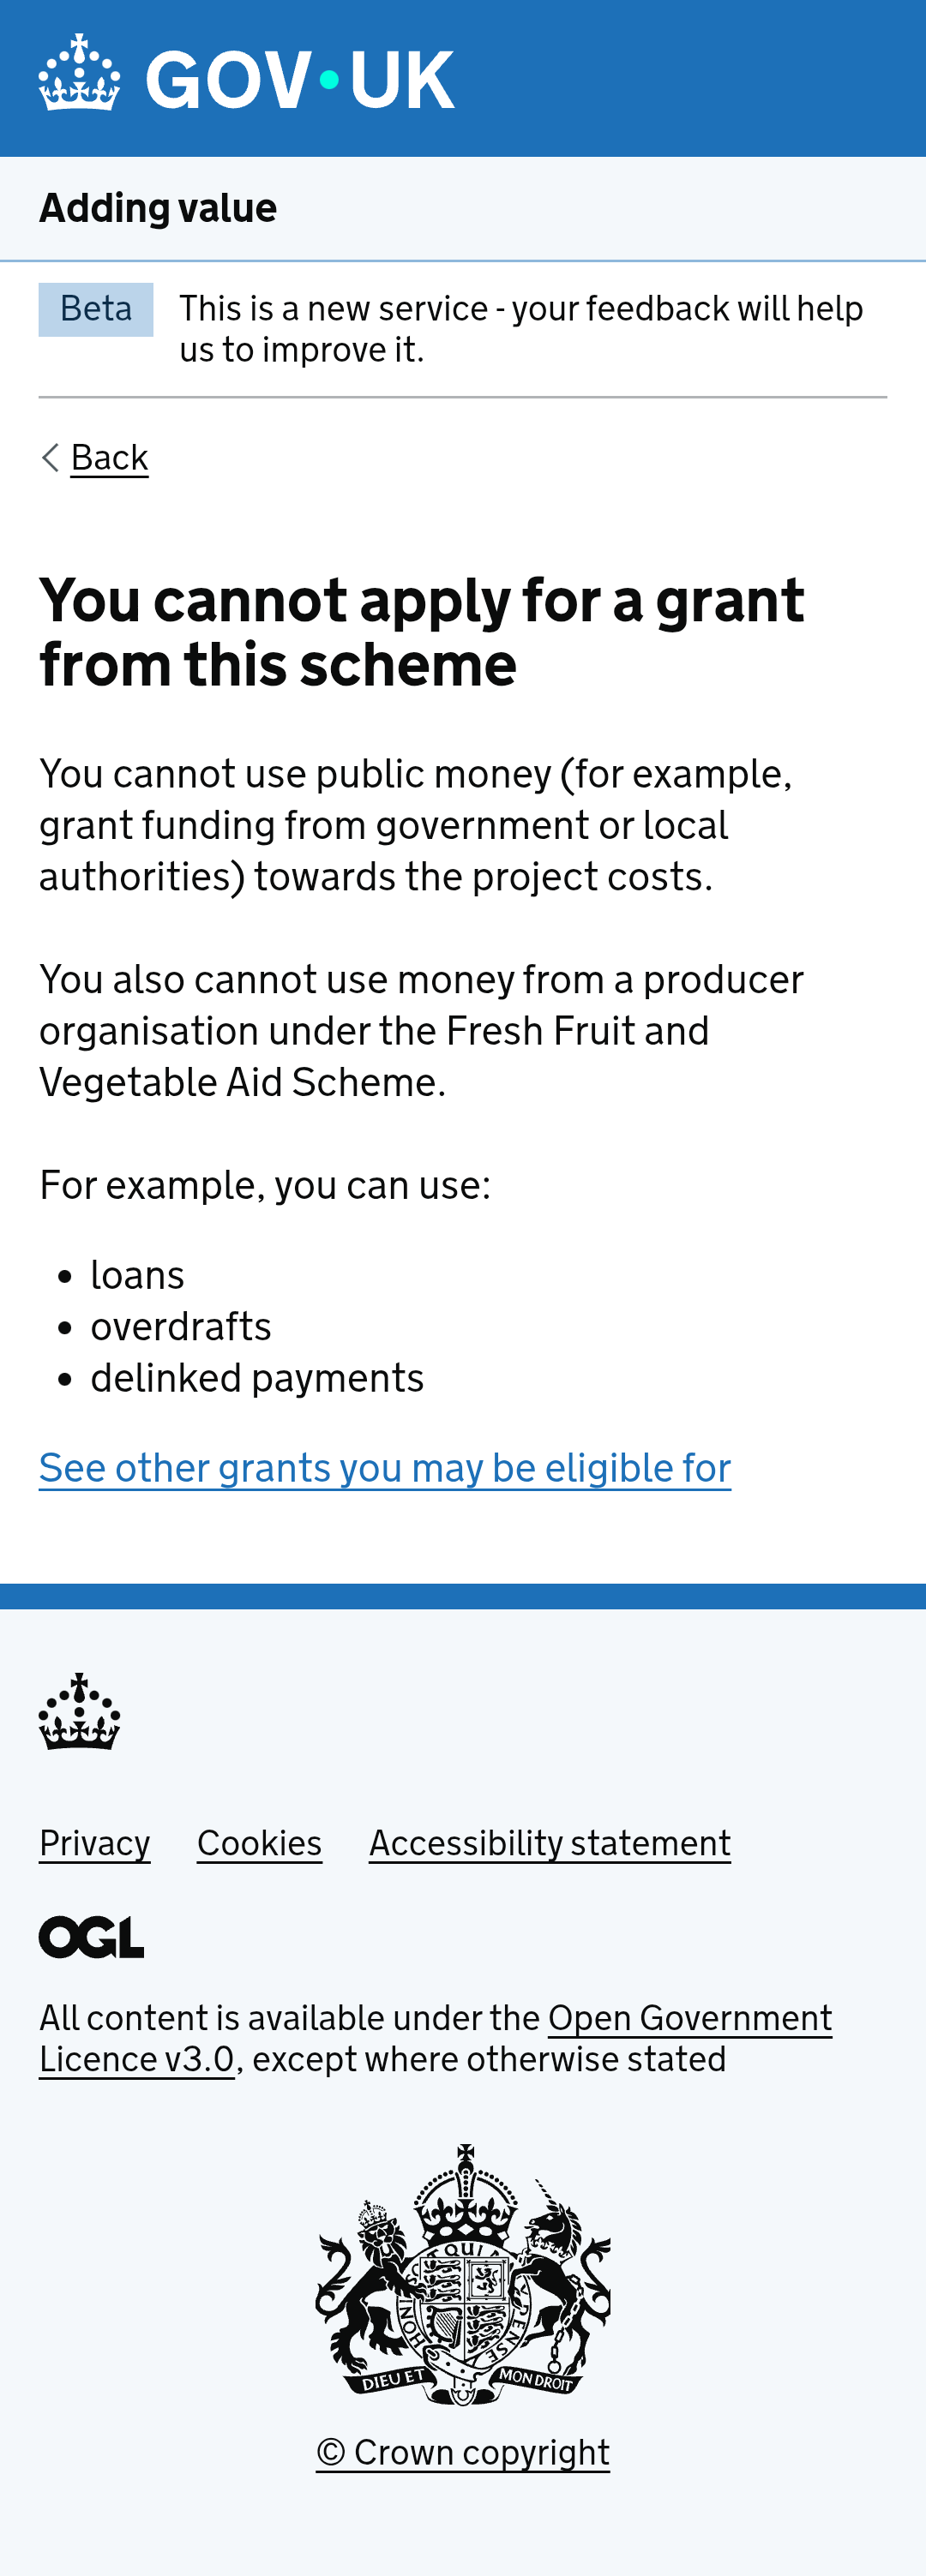 GOV·UK
Adding value
Beta
This is a new service - your feedback will help
us to improve it.
Back
You cannot apply for a grant
from this scheme
You cannot use public money (for example,
grant funding from government or local
authorities) towards the project costs.
You also cannot use money from a producer
organisation under the Fresh Fruit and
Vegetable Aid Scheme.
For example, you can use:
• loans
• overdrafts
• delinked payments
See other grants you may be eligible for
Privacy Cookies Accessibility statement
OGL
All content is available under the Open Government
Licence v3.0, except where otherwise stated
QUI
HON
PENSE
DIEU ET MON DROIT
© Crown copyright